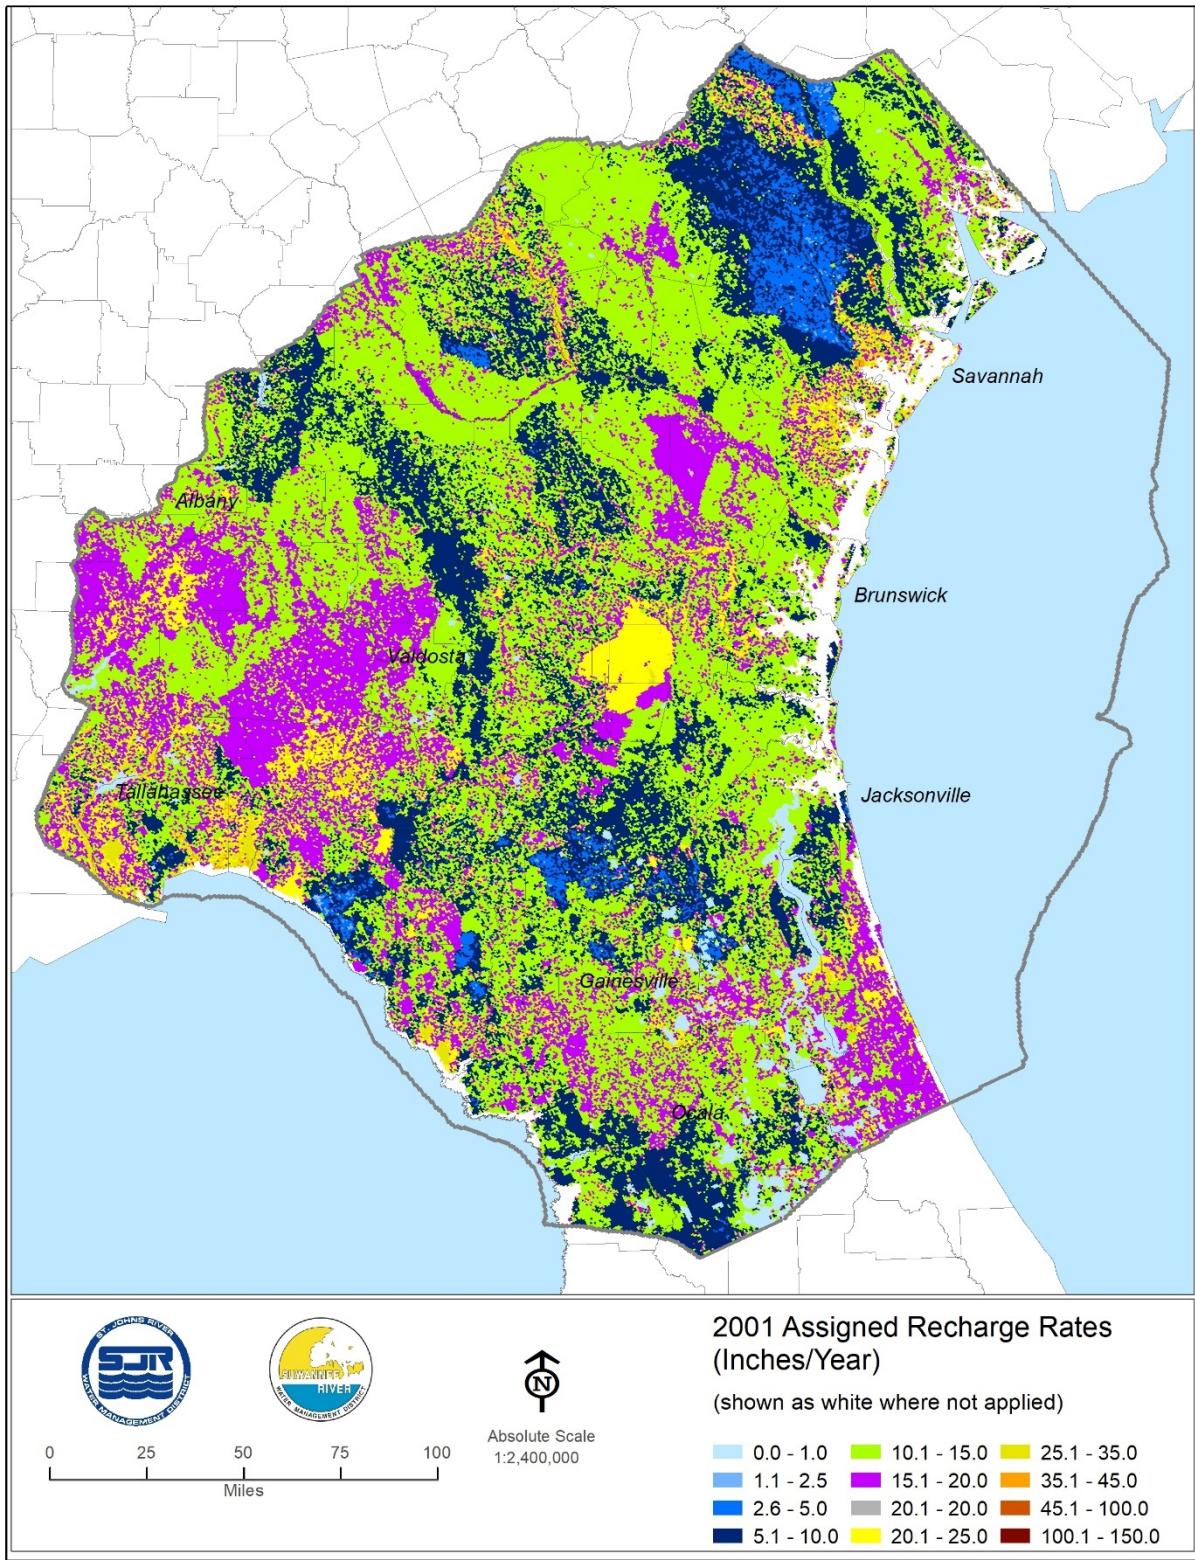 Savannah
Albany
Brunswick
Valdosta
Tallahassee
Jacksonville
Gainesville
Ocala
ST. JOHNS RIVER
SJR
WATER MANAGEMENT DISTRICT
SUWANNEE
RIVER
WATER MANAGEMENT DISTRICT
N
0 25 50 75 100
Miles
Absolute Scale
1:2,400,000
2001 Assigned Recharge Rates
(Inches/Year)
(shown as white where not applied)
0.0 - 1.0 10.1 - 15.0 25.1 - 35.0
1.1 - 2.5 15.1 - 20.0 35.1 - 45.0
2.6 - 5.0 20.1 - 20.0 45.1 - 100.0
5.1 - 10.0 20.1 - 25.0 100.1 - 150.0